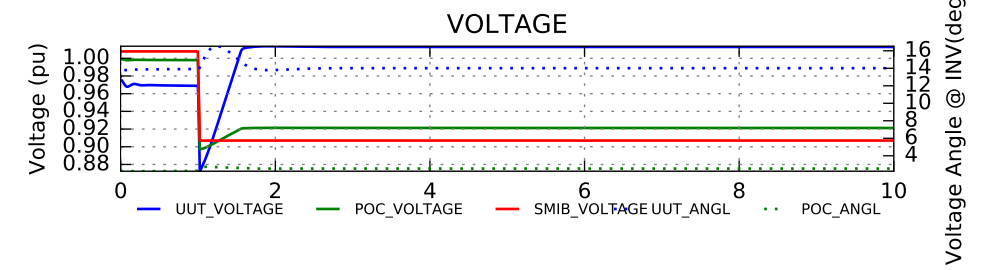 VOLTAGE
Voltage (pu)
1.00
0.98
0.96
0.94
0.92
0.90
0.88
16
14
12
10
8
6
4
Voltage Angle @ INV(deg
0 2 4 6 8 10
UUT_VOLTAGE POC_VOLTAGE SMIB_VOLTAGE UUT_ANGL POC_ANGL